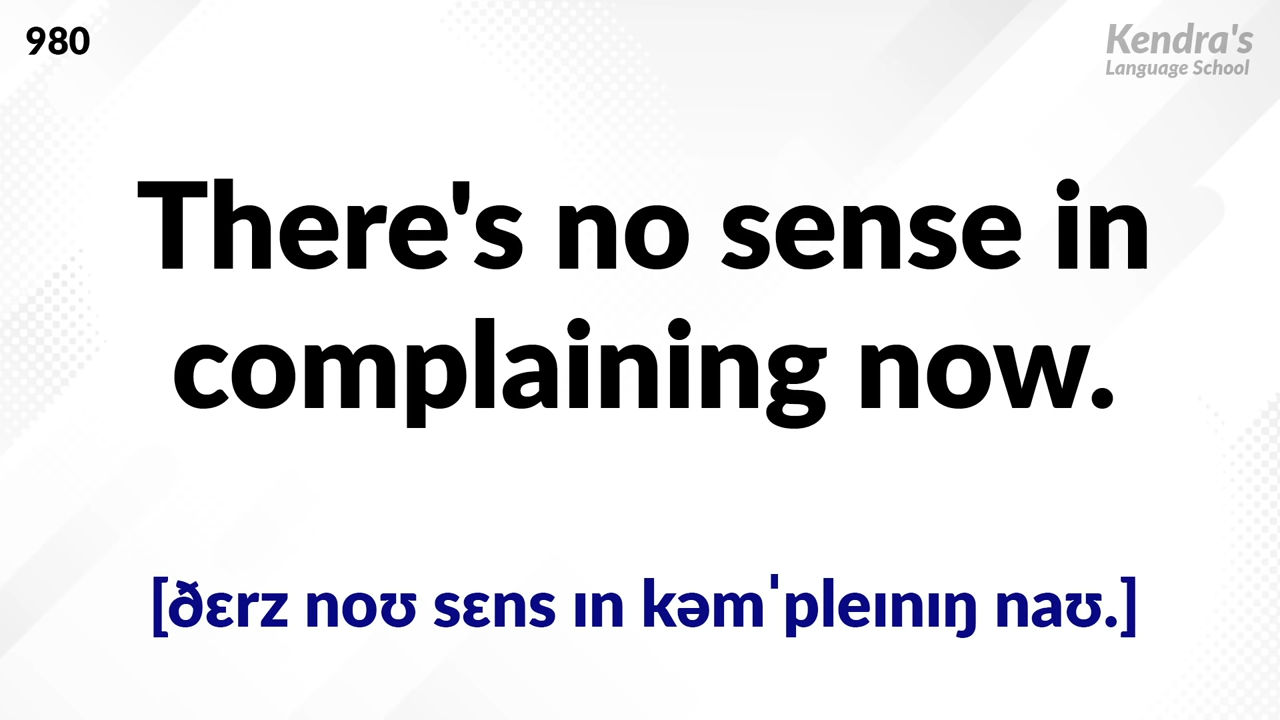 980
Kendra's
Language School
There's no sense in
complaining now.
[ðɛrz noʊ sɛns ɪn kəmˈpleɪnɪŋ naʊ.]